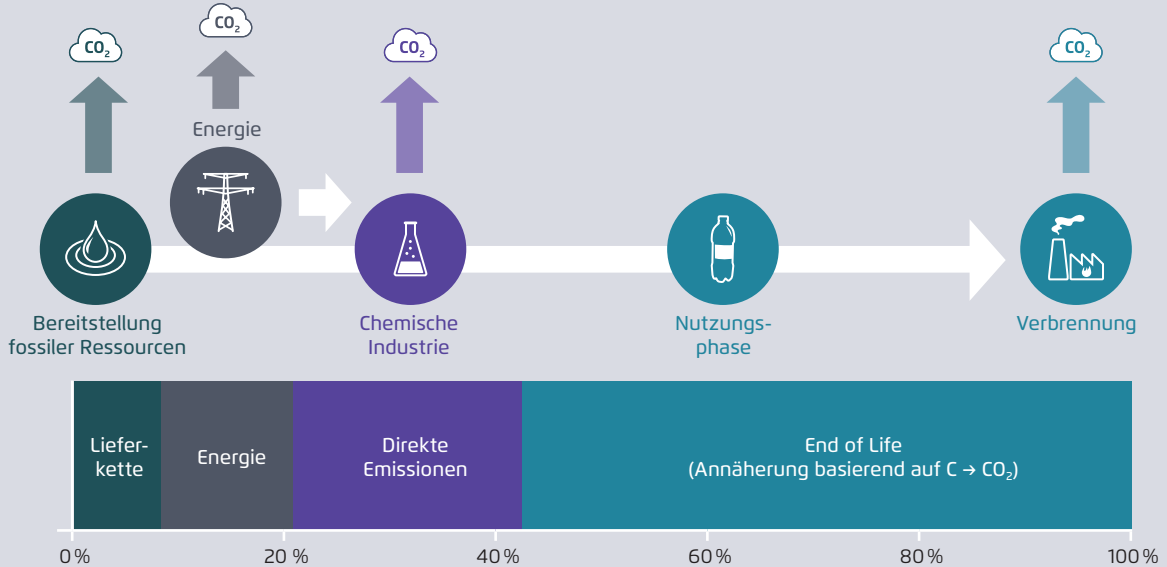 CO₂
CO₂
CO₂
CO₂
Energie
Bereitstellung
fossiler Ressourcen
Chemische
Industrie
Nutzungs-
phase
Verbrennung
Liefer-
kette
Energie
Direkte
Emissionen
End of Life
(Annäherung basierend auf C → CO₂)
0 %
20 %
40 %
60 %
80 %
100 %